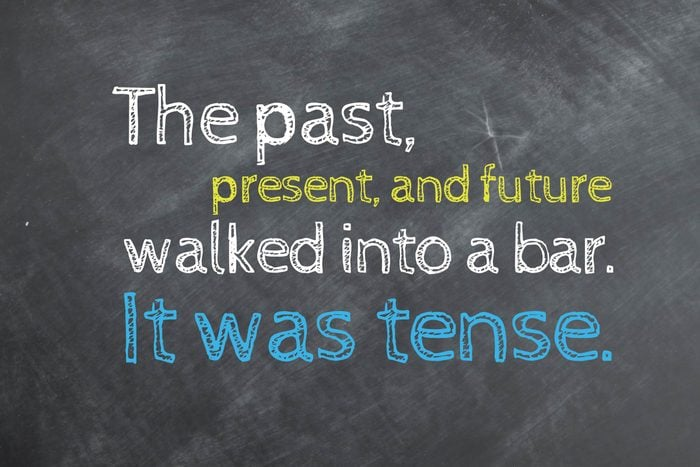 The past,
present, and future
walked into a bar.
It was tense.